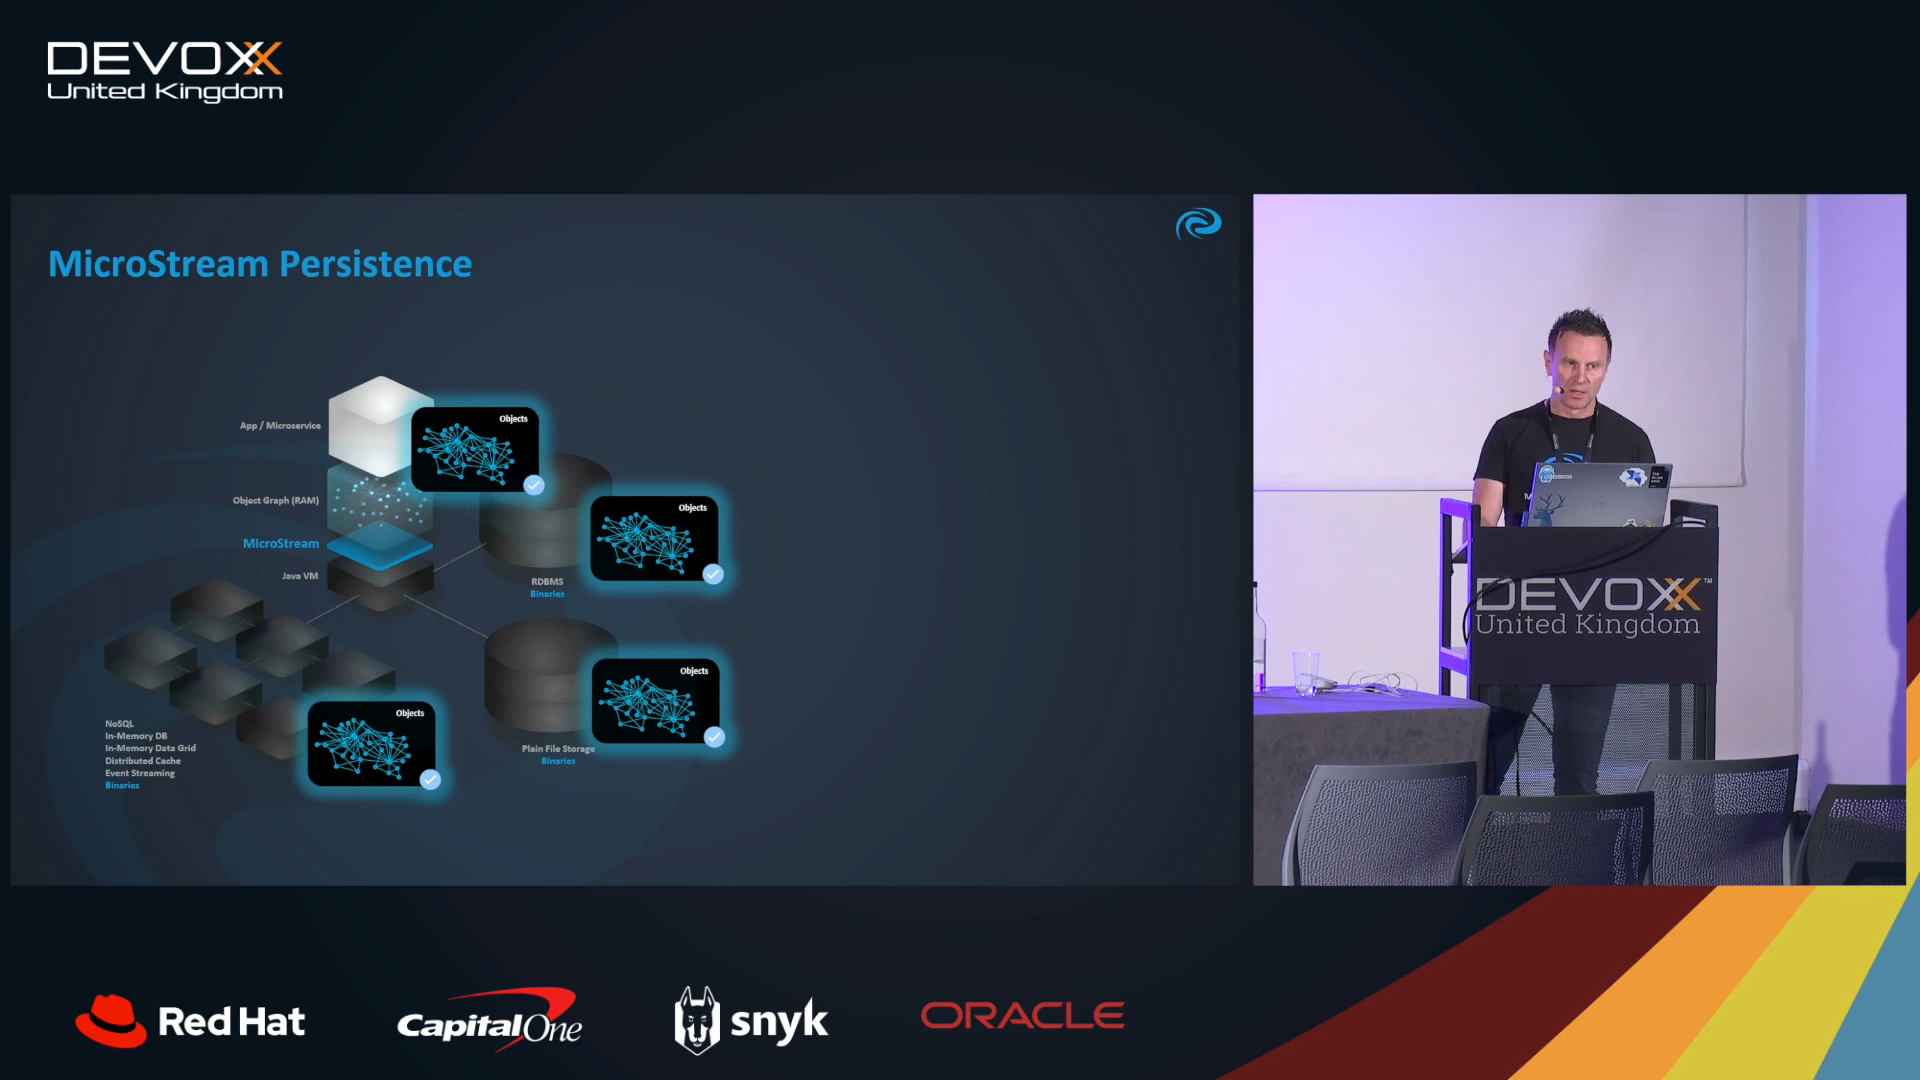 DEVOXX
United Kingdom
MicroStream Persistence
App / Microservice
Objects
Object Graph (RAM)
Objects
MicroStream
Java VM
RDBMS
Binaries
Objects
Objects
NoSQL
In-Memory DB
In-Memory Data Grid
Distributed Cache
Event Streaming
Binaries
Plain File Storage
Binaries
DEVOXX™
United Kingdom
Red Hat
Capital One
snyk
ORACLE